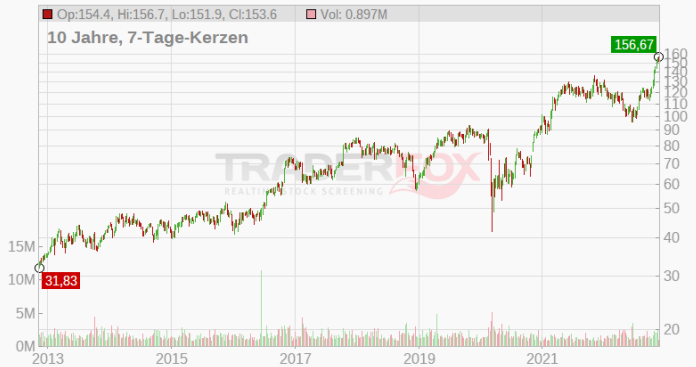 Op:154.4, Hi:156.7, Lo:151.9, Cl:153.6 Vol: 0.897M
10 Jahre, 7-Tage-Kerzen
156,67
160
150
140
130
120
110
100
90
80
70
60
50
40
30
20
TRADERFOX
REALTIME STOCK SCREENING
31,83
15M
10M
5M
0M
2013 2015 2017 2019 2021